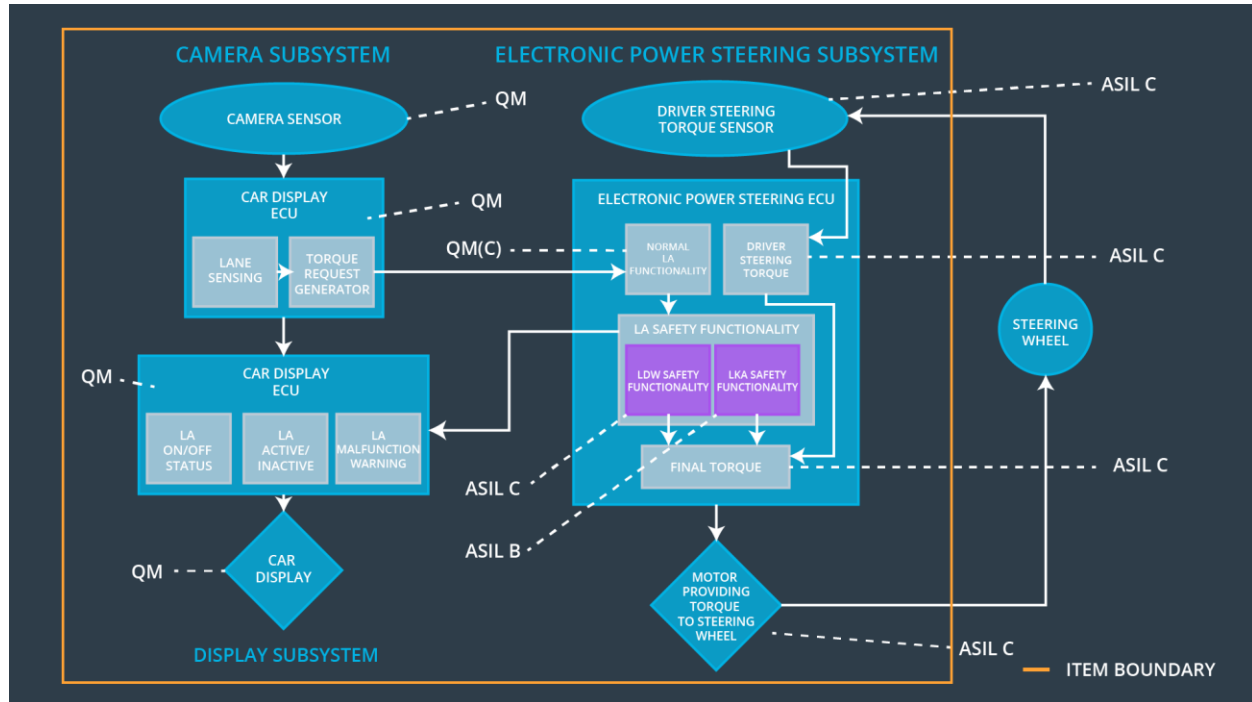 CAMERA SUBSYSTEM
ELECTRONIC POWER STEERING SUBSYSTEM
CAMERA SENSOR
QM
DRIVER STEERING
TORQUE SENSOR
ASIL C
CAR DISPLAY
ECU
QM
LANE
SENSING
TORQUE
REQUEST
GENERATOR
ELECTRONIC POWER STEERING ECU
QM(C)
NORMAL
LA
FUNCTIONALITY
DRIVER
STEERING
TORQUE
ASIL C
LA SAFETY FUNCTIONALITY
LDW SAFETY
FUNCTIONALITY
LKA SAFETY
FUNCTIONALITY
STEERING
WHEEL
QM
CAR DISPLAY
ECU
LA
ON/OFF
STATUS
LA
ACTIVE/
INACTIVE
LA
MALFUNCTION
WARNING
FINAL TORQUE
ASIL C
ASIL C
ASIL B
QM
CAR
DISPLAY
MOTOR
PROVIDING
TORQUE
TO STEERING
WHEEL
ASIL C
DISPLAY SUBSYSTEM
ITEM BOUNDARY